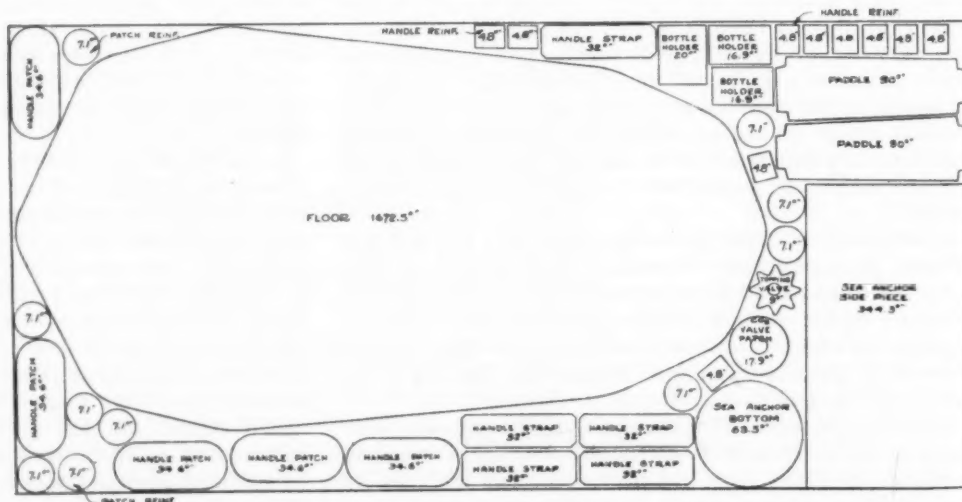 HANDLE REINF.
7.1"
PATCH REINF.
HANDLE REINF.
4.8"
4.8"
HANDLE STRAP
32"
BOTTLE
HOLDER
20"
BOTTLE
HOLDER
16.9"
4.8"
4.8"
4.8
4.8"
4.8"
4.8"
HANDLE PATCH
34.6"
BOTTLE
HOLDER
16.9"
PADDLE 90"
7.1"
PADDLE 90"
4.8"
7.1"
FLOOR 1672.5"
7.1"
VALVE
SEA ANCHOR
SIDE PIECE
344.3"
7.1"
CO2
VALVE
PATCH
17.9"
HANDLE PATCH
34.6"
4.8"
7.1"
7.1"
7.1"
SEA ANCHOR
BOTTOM
63.5"
HANDLE STRAP
32"
HANDLE STRAP
32"
7.1"
7.1"
HANDLE PATCH
34.6"
HANDLE PATCH
34.6"
HANDLE PATCH
34.6"
HANDLE STRAP
32"
HANDLE STRAP
32"
PATCH REINF.